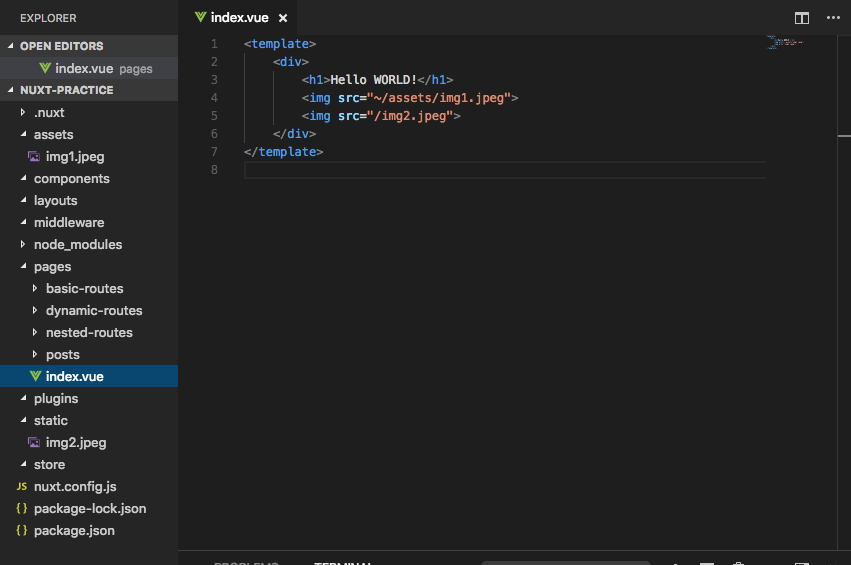 EXPLORER
OPEN EDITORS
index.vue pages
NUXT-PRACTICE
.nuxt
assets
img1.jpeg
components
layouts
middleware
node_modules
pages
basic-routes
dynamic-routes
nested-routes
posts
index.vue
plugins
static
img2.jpeg
store
JS nuxt.config.js
{ } package-lock.json
{ } package.json
index.vue ×
1 <template>
2 <div>
3 <h1>Hello WORLD!</h1>
4 <img src="~/assets/img1.jpeg">
5 <img src="/img2.jpeg">
6 </div>
7 </template>
8
PROBLEMS TERMINAL